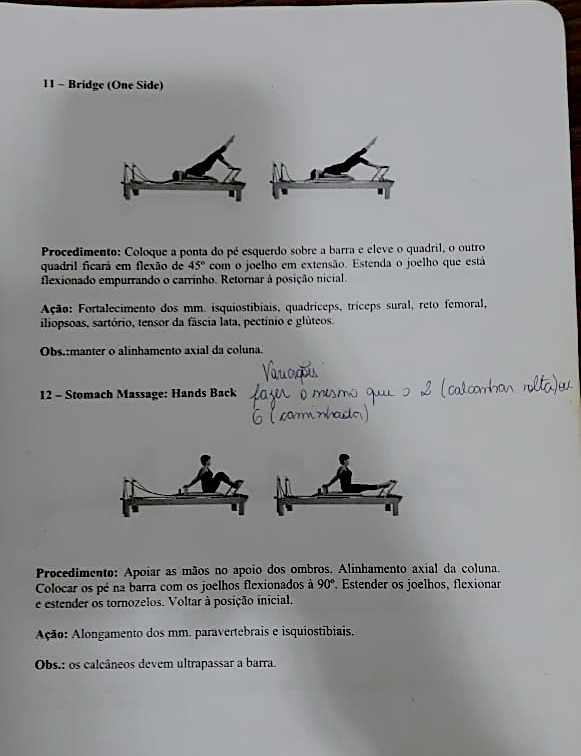 11 – Bridge (One Side)
Procedimento: Coloque a ponta do pé esquerdo sobre a barra e eleve o quadril, o outro
quadril ficará em flexão de 45º com o joelho em extensão. Estenda o joelho que está
flexionado empurrando o carrinho. Retornar à posição nicial.
Ação: Fortalecimento dos mm. isquiostibiais, quadríceps, tríceps sural, reto femoral,
iliopsoas, sartório, tensor da fáscia lata, pectínio e glúteos.
Obs.:manter o alinhamento axial da coluna.
Variações:
12 – Stomach Massage: Hands Back fazer o mesmo que o 2 (calcanhar volta) ou
6 (caminhada)
Procedimento: Apoiar as mãos no apoio dos ombros. Alinhamento axial da coluna.
Colocar os pé na barra com os joelhos flexionados à 90º. Estender os joelhos, flexionar
e estender os tornozelos. Voltar à posição inicial.
Ação: Alongamento dos mm. paravertebrais e isquiostibiais.
Obs.: os calcâneos devem ultrapassar a barra.